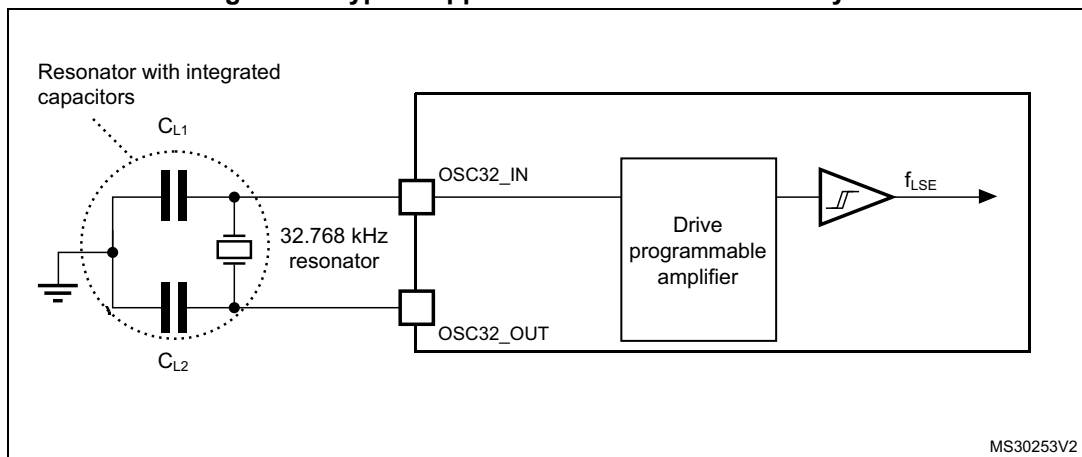 Resonator with integrated
capacitors
CL1
OSC32_IN
32.768 kHz
resonator
Drive
programmable
amplifier
fLSE
OSC32_OUT
CL2
MS30253V2